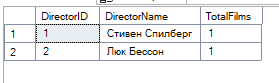 DirectorID DirectorName TotalFilms
1 1 Стивен Спилберг 1
2 2 Люк Бессон 1